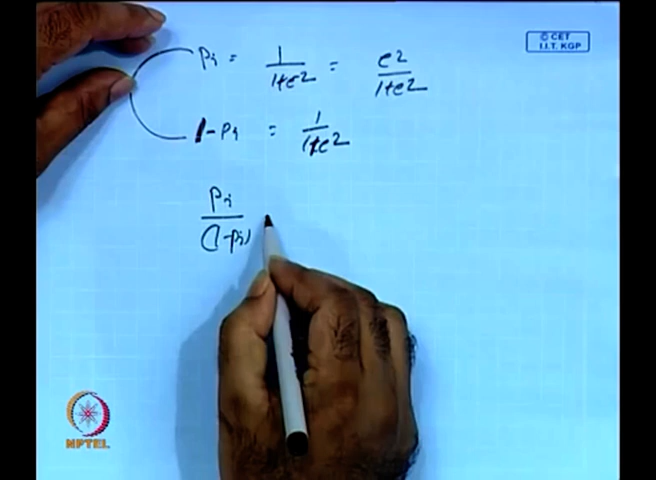 © CET
I.I.T. KGP
Pi = 1/(1+e^z) = e^z/(1+e^z)
1-Pi = 1/(1+e^z)
Pi/(1-Pi)
NPTEL